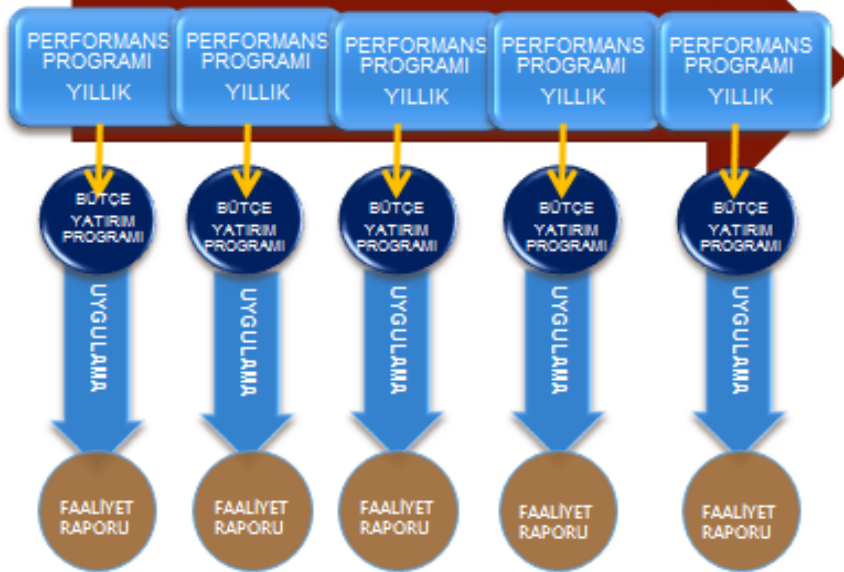 PERFORMANS
PROGRAMI
YILLIK
PERFORMANS
PROGRAMI
YILLIK
PERFORMANS
PROGRAMI
YILLIK
PERFORMANS
PROGRAMI
YILLIK
PERFORMANS
PROGRAMI
YILLIK
BÜTÇE
YATIRIM
PROGRAMI
BÜTÇE
YATIRIM
PROGRAMI
BÜTÇE
YATIRIM
PROGRAMI
BÜTÇE
YATIRIM
PROGRAMI
BÜTÇE
YATIRIM
PROGRAMI
UYGULAMA
UYGULAMA
UYGULAMA
UYGULAMA
UYGULAMA
FAALİYET
RAPORU
FAALİYET
RAPORU
FAALİYET
RAPORU
FAALİYET
RAPORU
FAALİYET
RAPORU